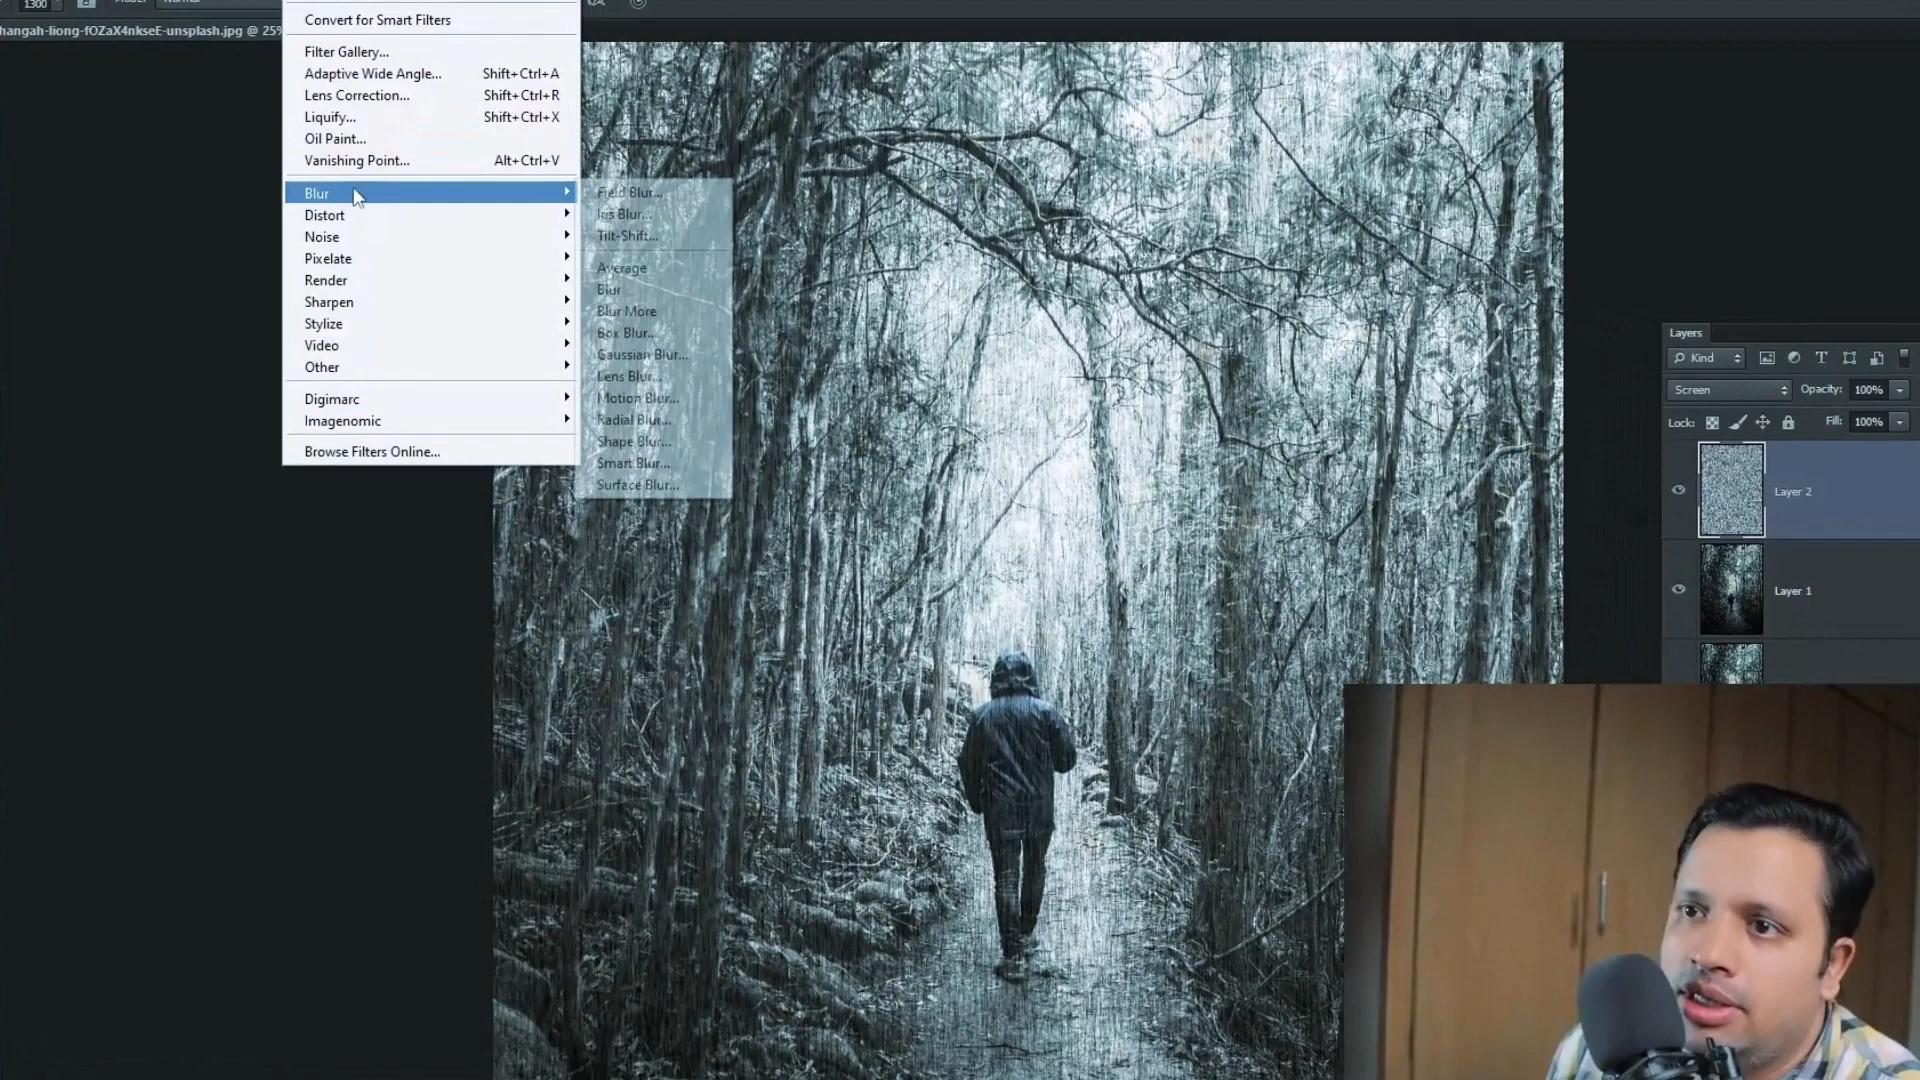 1300
Normal
hangah-liong-fOZaX4nkseE-unsplash.jpg @ 25%
Convert for Smart Filters
Filter Gallery...
Adaptive Wide Angle... Shift+Ctrl+A
Lens Correction... Shift+Ctrl+R
Liquify... Shift+Ctrl+X
Oil Paint...
Vanishing Point... Alt+Ctrl+V
Blur
Distort
Noise
Pixelate
Render
Sharpen
Stylize
Video
Other
Digimarc
Imagenomic
Browse Filters Online...
Field Blur...
Iris Blur...
Tilt-Shift...
Average
Blur
Blur More
Box Blur...
Gaussian Blur...
Lens Blur...
Motion Blur...
Radial Blur...
Shape Blur...
Smart Blur...
Surface Blur...
Layers
Kind
Screen Opacity: 100%
Lock: Fill: 100%
Layer 2
Layer 1